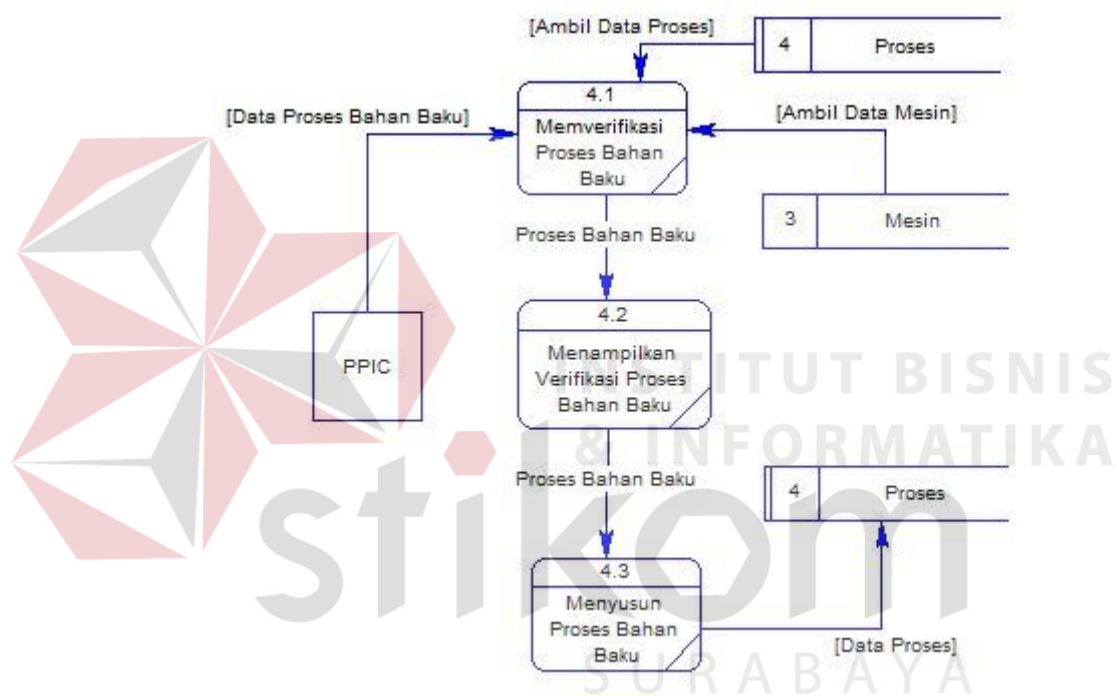 [Ambil Data Proses]
4
Proses
4.1
[Data Proses Bahan Baku]
[Ambil Data Mesin]
Memverifikasi
Proses Bahan
Baku
3
Mesin
Proses Bahan Baku
4.2
PPIC
Menampilkan
Verifikasi Proses
Bahan Baku
INSTITUT BISNIS
& INFORMATIKA
Proses Bahan Baku
4
Proses
stikom
4.3
Menyusun
Proses Bahan
Baku
[Data Proses]
SURABAYA